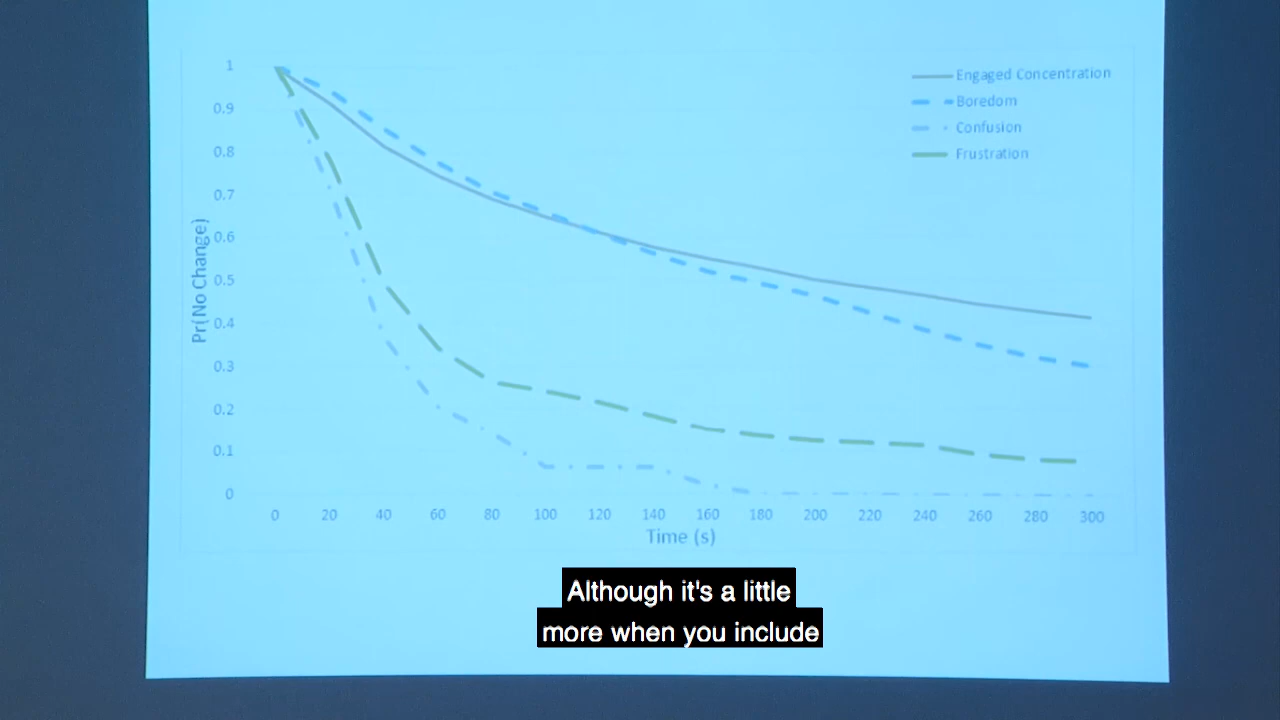 1
0.9
0.8
0.7
0.6
0.5
0.4
0.3
0.2
0.1
0
Pr(No Change)
0 20 40 60 80 100 120 140 160 180 200 220 240 260 280 300
Time (s)
Engaged Concentration
Boredom
Confusion
Frustration
Although it's a little
more when you include